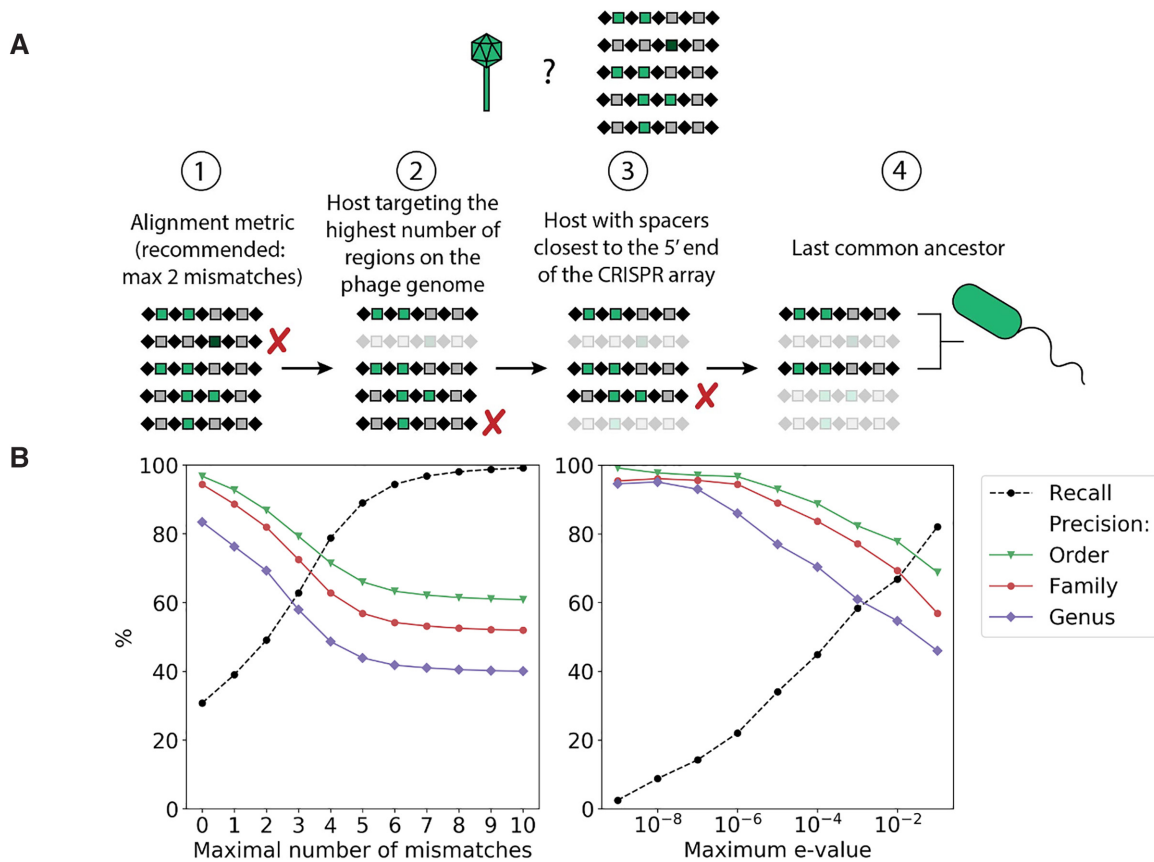 A
?
1
2
3
4
Alignment metric
(recommended:
max 2 mismatches)
Host targeting the
highest number of
regions on the
phage genome
Host with spacers
closest to the 5' end
of the CRISPR array
Last common ancestor
B
100
80
60
40
20
0
%
0 1 2 3 4 5 6 7 8 9 10
Maximal number of mismatches
100
80
60
40
20
0
10⁻⁸ 10⁻⁶ 10⁻⁴ 10⁻²
Maximum e-value
Recall
Precision:
Order
Family
Genus